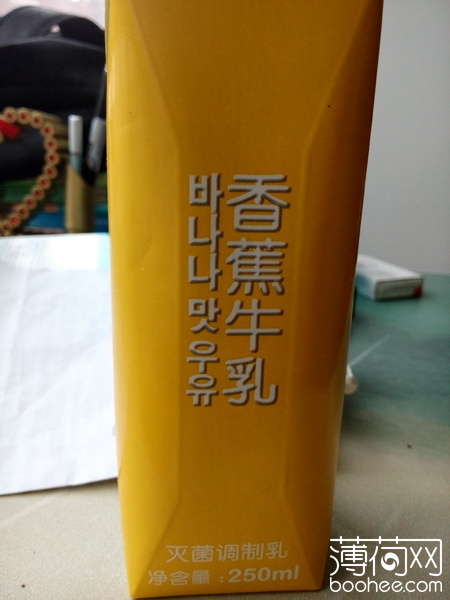 香蕉牛乳
바나나맛우유
灭菌调制乳
净含量:250ml
薄荷网
boohee.com